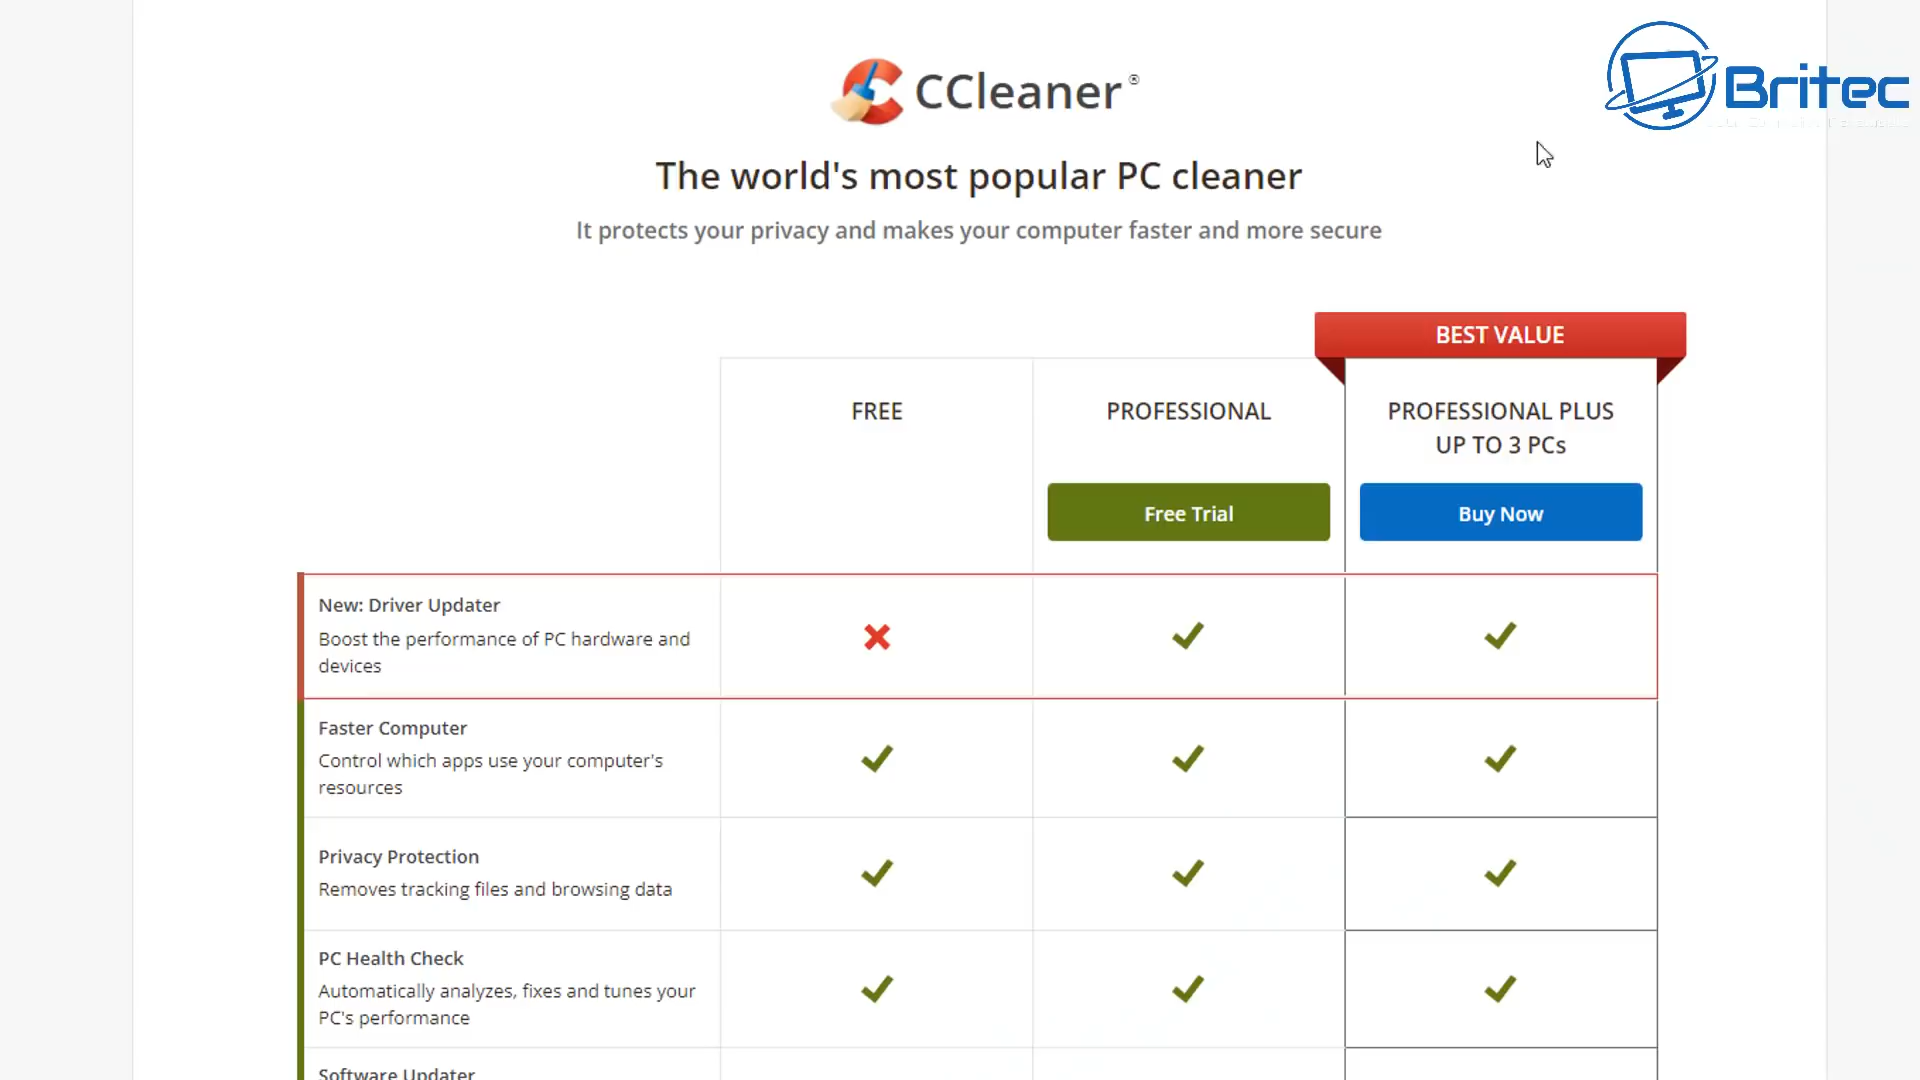 CCleaner®
Britec
The world's most popular PC cleaner
It protects your privacy and makes your computer faster and more secure
BEST VALUE
FREE
PROFESSIONAL
PROFESSIONAL PLUS
UP TO 3 PCs
Free Trial
Buy Now
New: Driver Updater
Boost the performance of PC hardware and
devices
Faster Computer
Control which apps use your computer's
resources
Privacy Protection
Removes tracking files and browsing data
PC Health Check
Automatically analyzes, fixes and tunes your
PC's performance
Software Updater